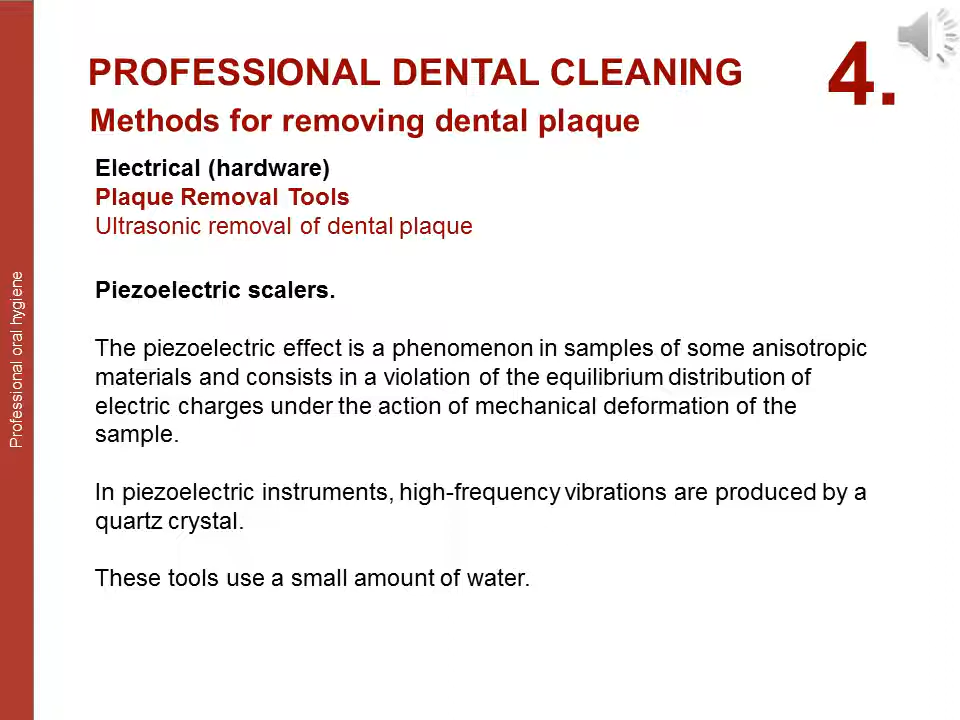 PROFESSIONAL DENTAL CLEANING
4.
Methods for removing dental plaque
Electrical (hardware)
Plaque Removal Tools
Ultrasonic removal of dental plaque
Piezoelectric scalers.
The piezoelectric effect is a phenomenon in samples of some anisotropic
materials and consists in a violation of the equilibrium distribution of
electric charges under the action of mechanical deformation of the
sample.
In piezoelectric instruments, high-frequency vibrations are produced by a
quartz crystal.
These tools use a small amount of water.
Professional oral hygiene